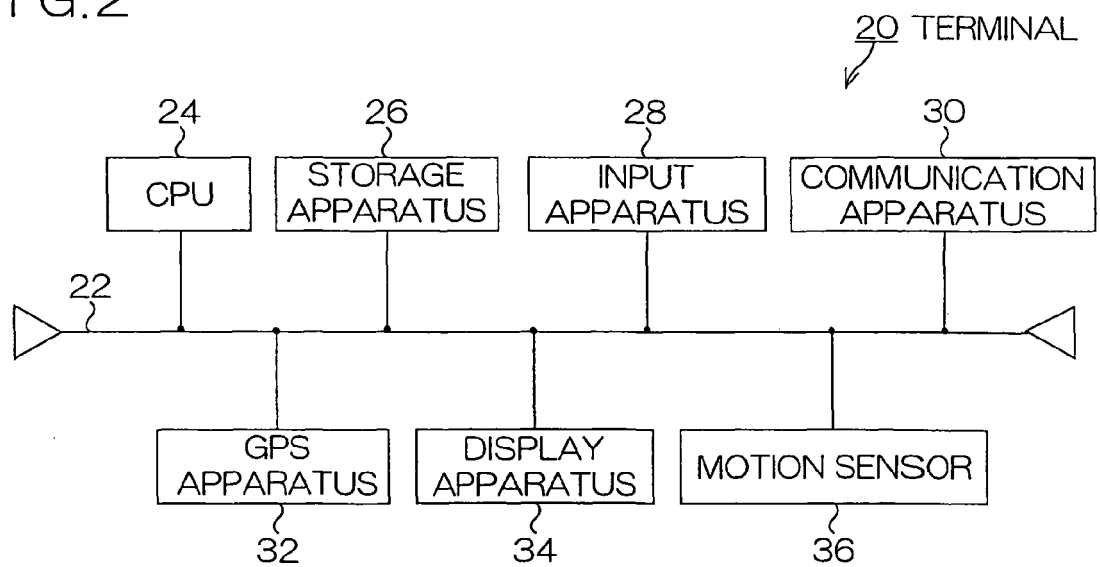 FG.2
20 TERMINAL
24
26
28
30
CPU
STORAGE
APPARATUS
INPUT
APPARATUS
COMMUNICATION
APPARATUS
22
GPS
APPARATUS
DISPLAY
APPARATUS
MOTION SENSOR
32
34
36